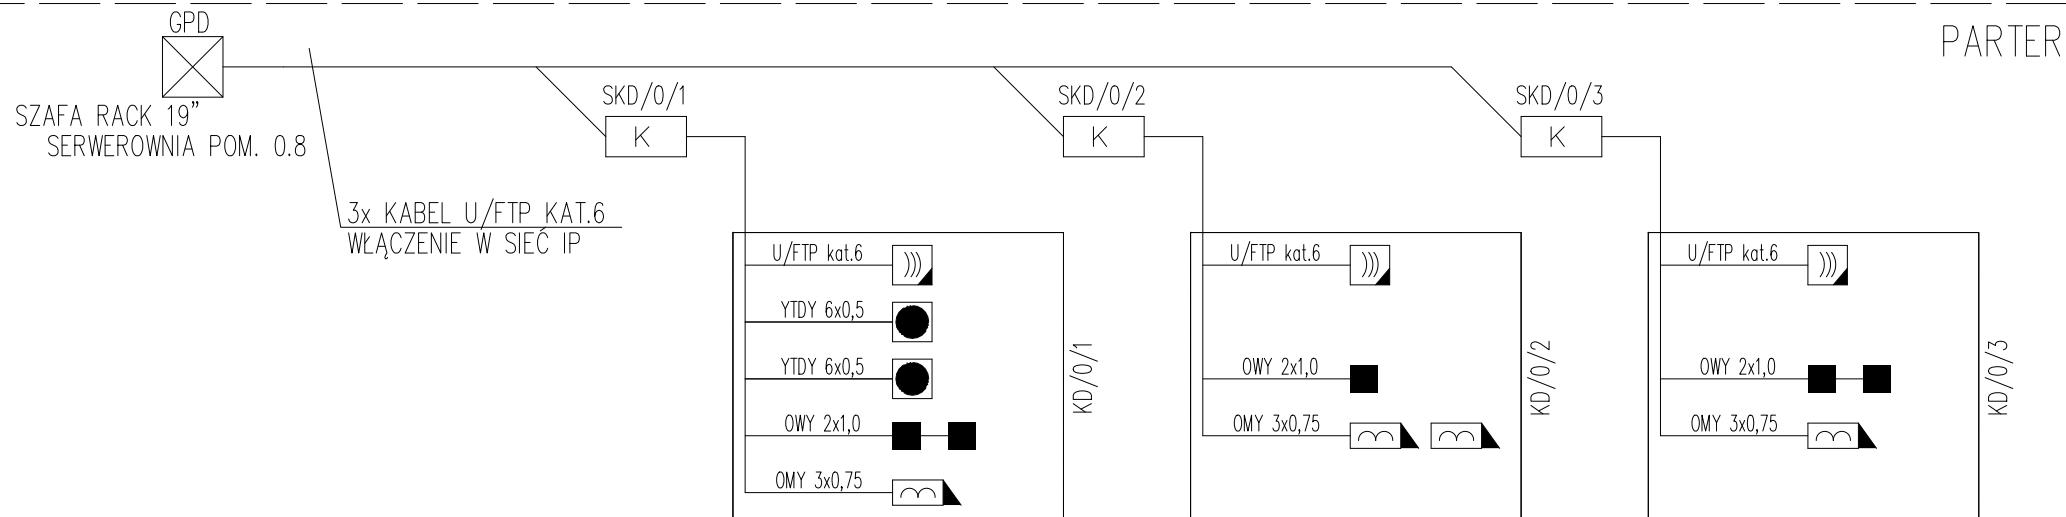 GPD
PARTER
SZAFA RACK 19"
SERWEROWNIA POM. 0.8
3x KABEL U/FTP KAT.6
WŁĄCZENIE W SIEĆ IP
SKD/0/1
K
SKD/0/2
K
SKD/0/3
K
U/FTP kat.6
YTDY 6x0,5
YTDY 6x0,5
OWY 2x1,0
OMY 3x0,75
KD/0/1
U/FTP kat.6
OWY 2x1,0
OMY 3x0,75
KD/0/2
U/FTP kat.6
OWY 2x1,0
OMY 3x0,75
KD/0/3